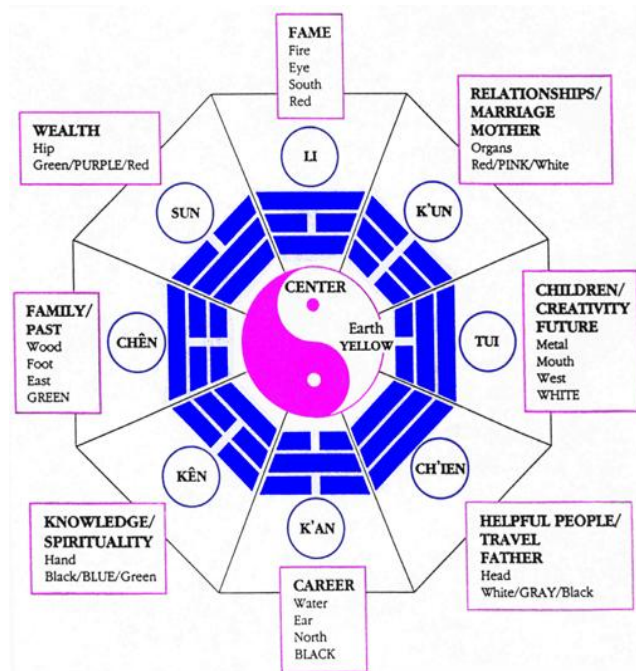 FAME
Fire
Eye
South
Red
RELATIONSHIPS/
MARRIAGE
MOTHER
Organs
Red/PINK/White
WEALTH
Hip
Green/PURPLE/Red
LI
SUN
K'UN
CENTER
Earth
YELLOW
FAMILY/
PAST
Wood
Foot
East
GREEN
CHÊN
TUI
CHILDREN/
CREATIVITY
FUTURE
Metal
Mouth
West
WHITE
KÊN
CH'IEN
K'AN
KNOWLEDGE/
SPIRITUALITY
Hand
Black/BLUE/Green
HELPFUL PEOPLE/
TRAVEL
FATHER
Head
White/GRAY/Black
CAREER
Water
Ear
North
BLACK